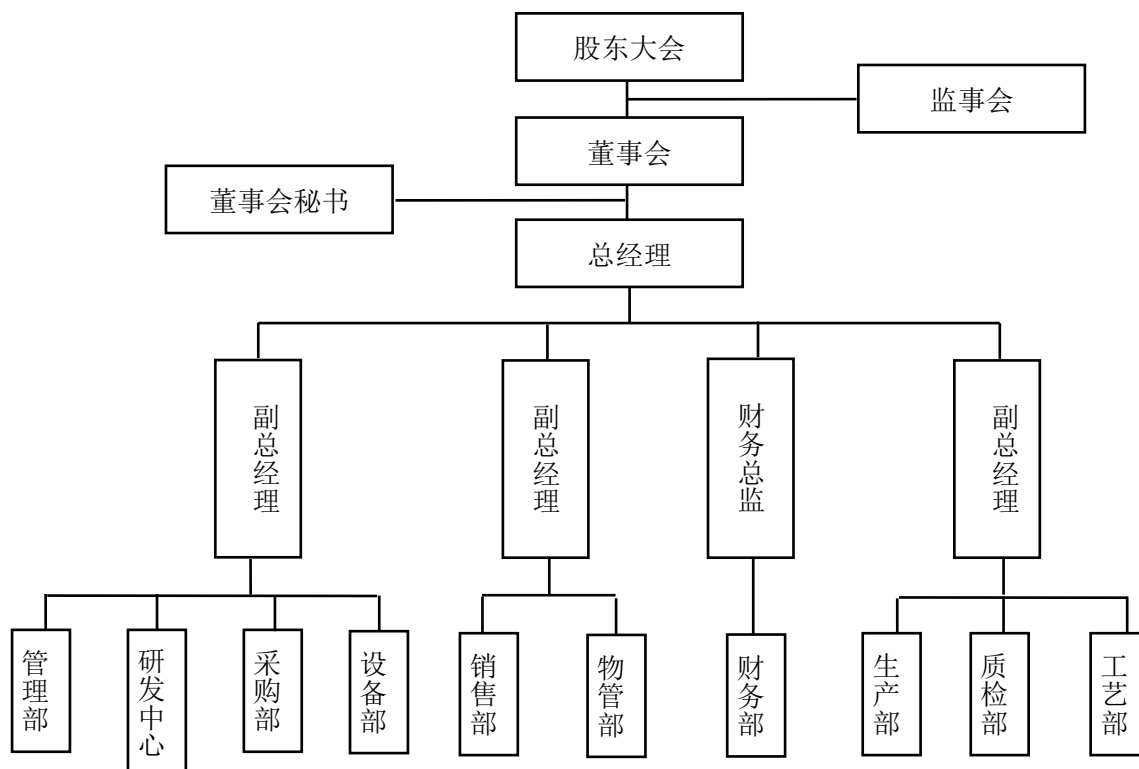 股东大会
监事会
董事会
董事会秘书
总经理
副总经理
副总经理
财务总监
副总经理
管理部
研发中心
采购部
设备部
销售部
物管部
财务部
生产部
质检部
工艺部